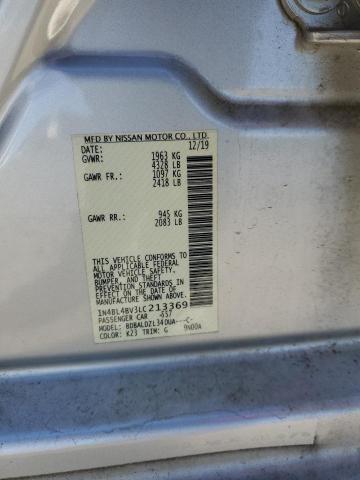 MFD BY NISSAN MOTOR CO., LTD.
DATE: 12/19
GVWR: 1963 KG
4328 LB
GAWR FR.: 1097 KG
2418 LB
GAWR RR.: 945 KG
2083 LB
THIS VEHICLE CONFORMS TO ALL
APPLICABLE FEDERAL MOTOR
VEHICLE SAFETY, BUMPER, AND THEFT
PREVENTION STANDARDS IN EFFECT
ON THE DATE OF
MANUFACTURE SHOWN ABOVE.
1N4BL4BV3LC213369
PASSENGER CAR -637
MODEL: BDBALDZL34DUA---C-
COLOR: K23 TRIM: G 9N00A